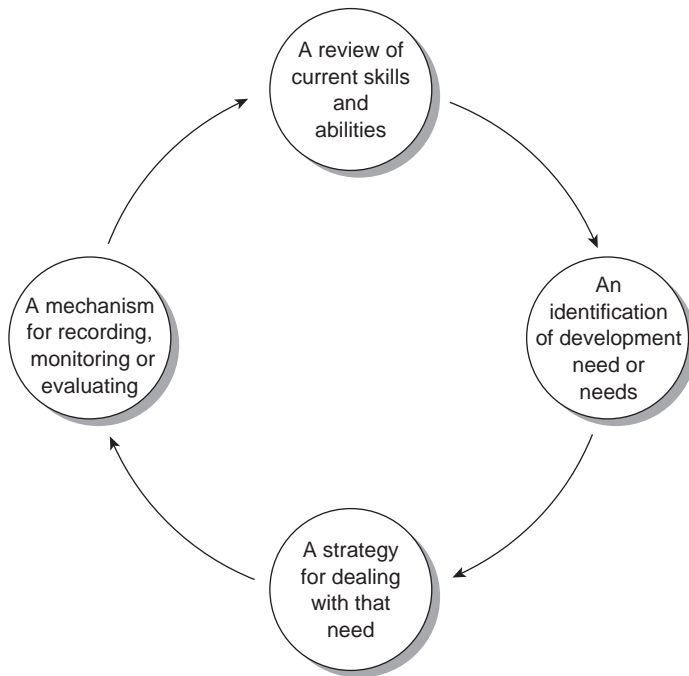 A review of
current skills
and
abilities
An
identification
of development
need or
needs
A strategy
for dealing
with that
need
A mechanism
for recording,
monitoring or
evaluating